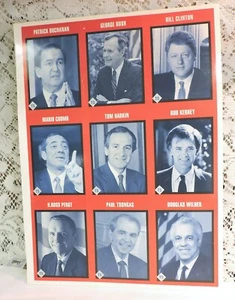 PATRICK BUCHANAN
GEORGE BUSH
BILL CLINTON
MARIO CUOMO
TOM HARKIN
BOB KERREY
H.ROSS PEROT
PAUL TSONGAS
DOUGLAS WILDER